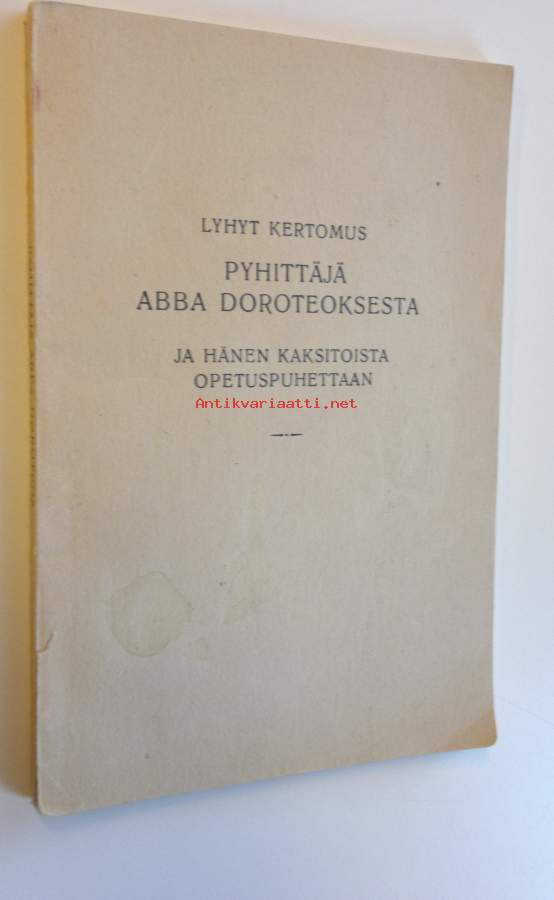 LYHYT KERTOMUS
PYHITTÄJÄ
ABBA DOROTEOKSESTA
JA HÄNEN KAKSITOISTA
OPETUSPUHETTAAN
Antikvariaatti.net